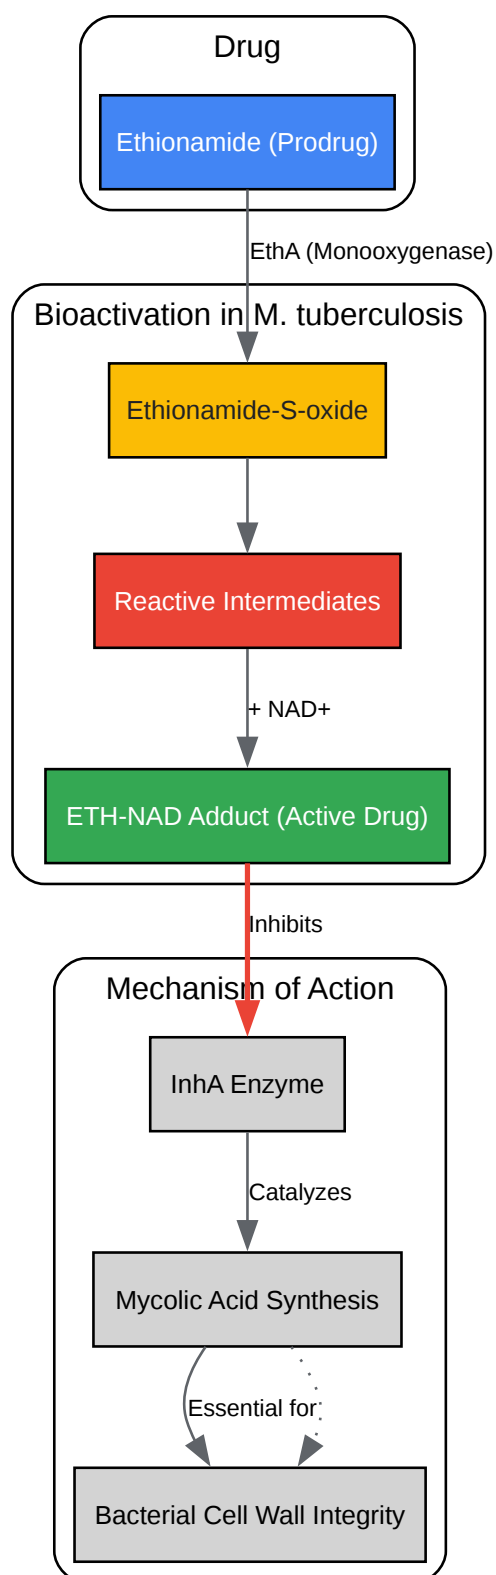 Drug
Ethionamide (Prodrug)
EthA (Monooxygenase)
Bioactivation in M. tuberculosis
Ethionamide-S-oxide
Reactive Intermediates
+ NAD+
ETH-NAD Adduct (Active Drug)
Inhibits
Mechanism of Action
InhA Enzyme
Catalyzes
Mycolic Acid Synthesis
Essential for
Bacterial Cell Wall Integrity